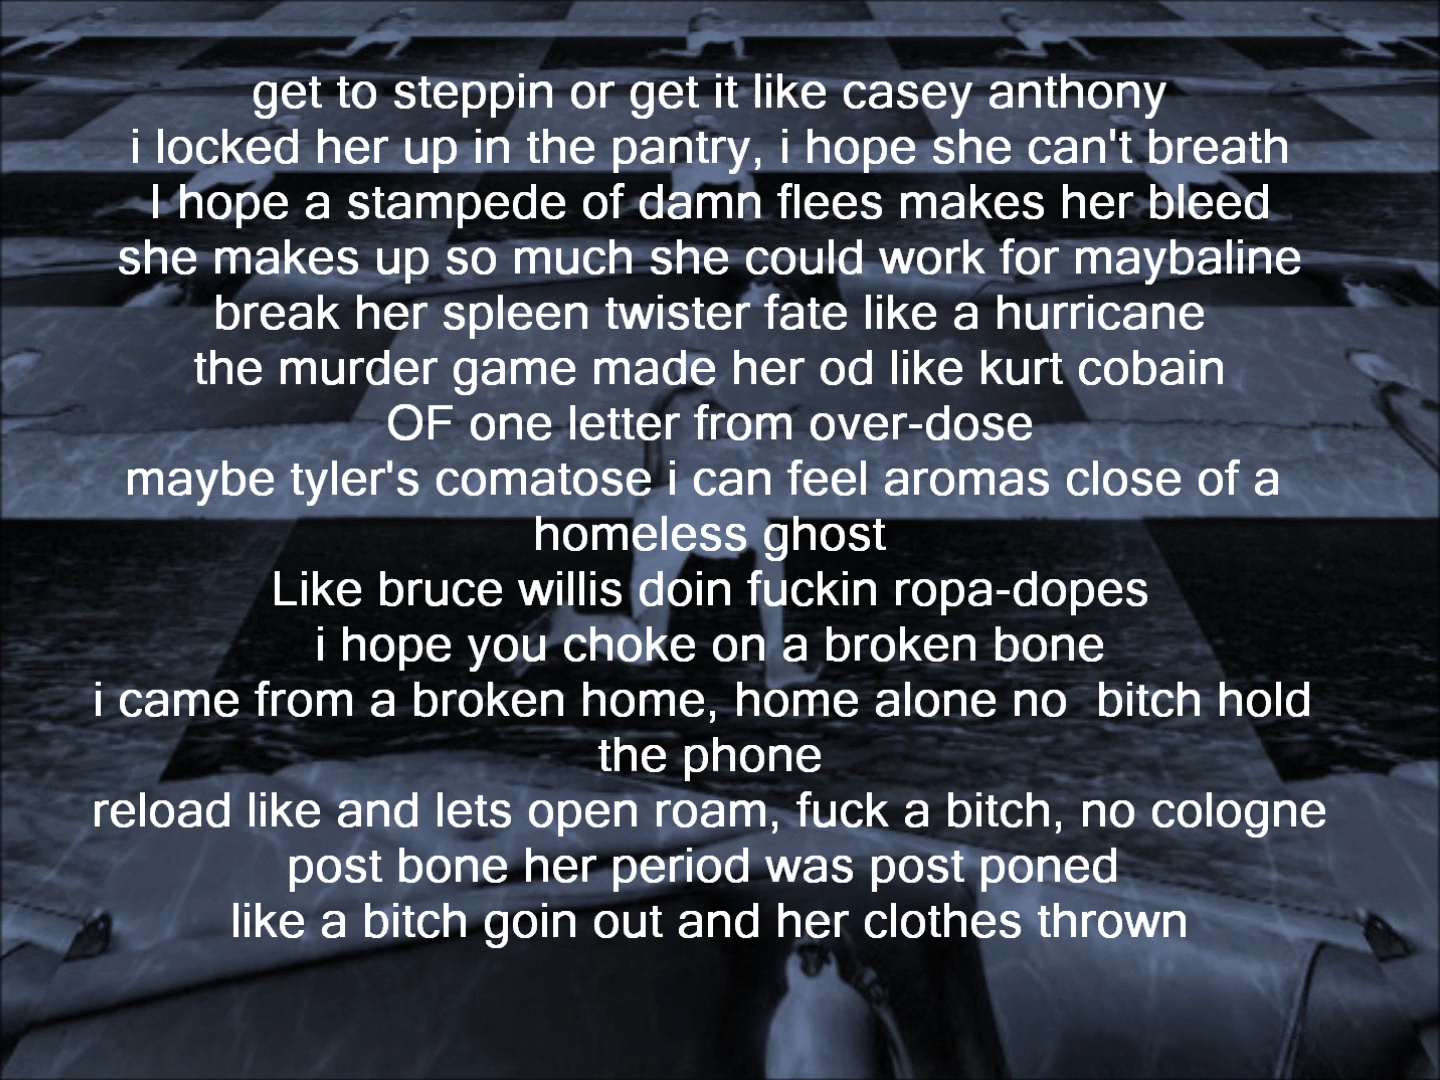 get to steppin or get it like casey anthony
i locked her up in the pantry, i hope she can't breath
I hope a stampede of damn flees makes her bleed
she makes up so much she could work for maybaline
break her spleen twister fate like a hurricane
the murder game made her od like kurt cobain
OF one letter from over-dose
maybe tyler's comatose i can feel aromas close of a
homeless ghost
Like bruce willis doin fuckin ropa-dopes
i hope you choke on a broken bone
i came from a broken home, home alone no  bitch hold
the phone
reload like and lets open roam, fuck a bitch, no cologne
post bone her period was post poned
like a bitch goin out and her clothes thrown